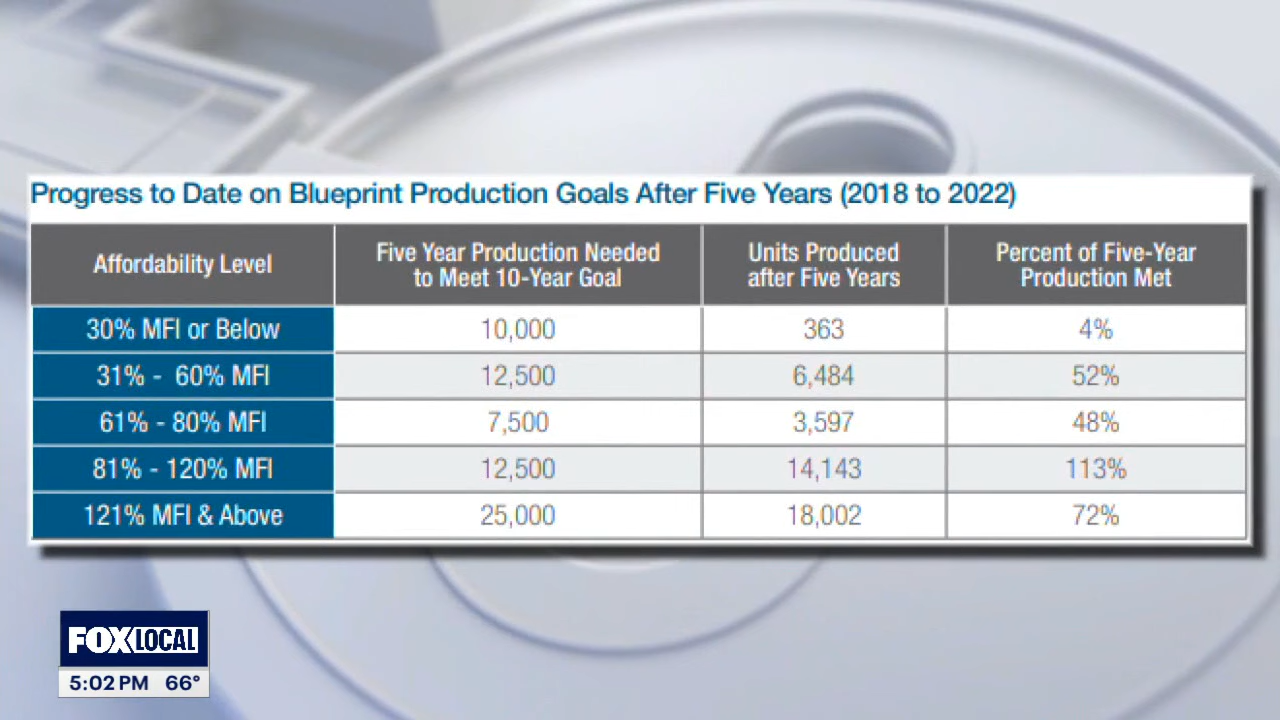 Progress to Date on Blueprint Production Goals After Five Years (2018 to 2022)
Affordability Level
Five Year Production Needed
to Meet 10-Year Goal
Units Produced
after Five Years
Percent of Five-Year
Production Met
30% MFI or Below 10,000 363 4%
31% - 60% MFI 12,500 6,484 52%
61% - 80% MFI 7,500 3,597 48%
81% - 120% MFI 12,500 14,143 113%
121% MFI & Above 25,000 18,002 72%
FOX LOCAL
5:02 PM 66°